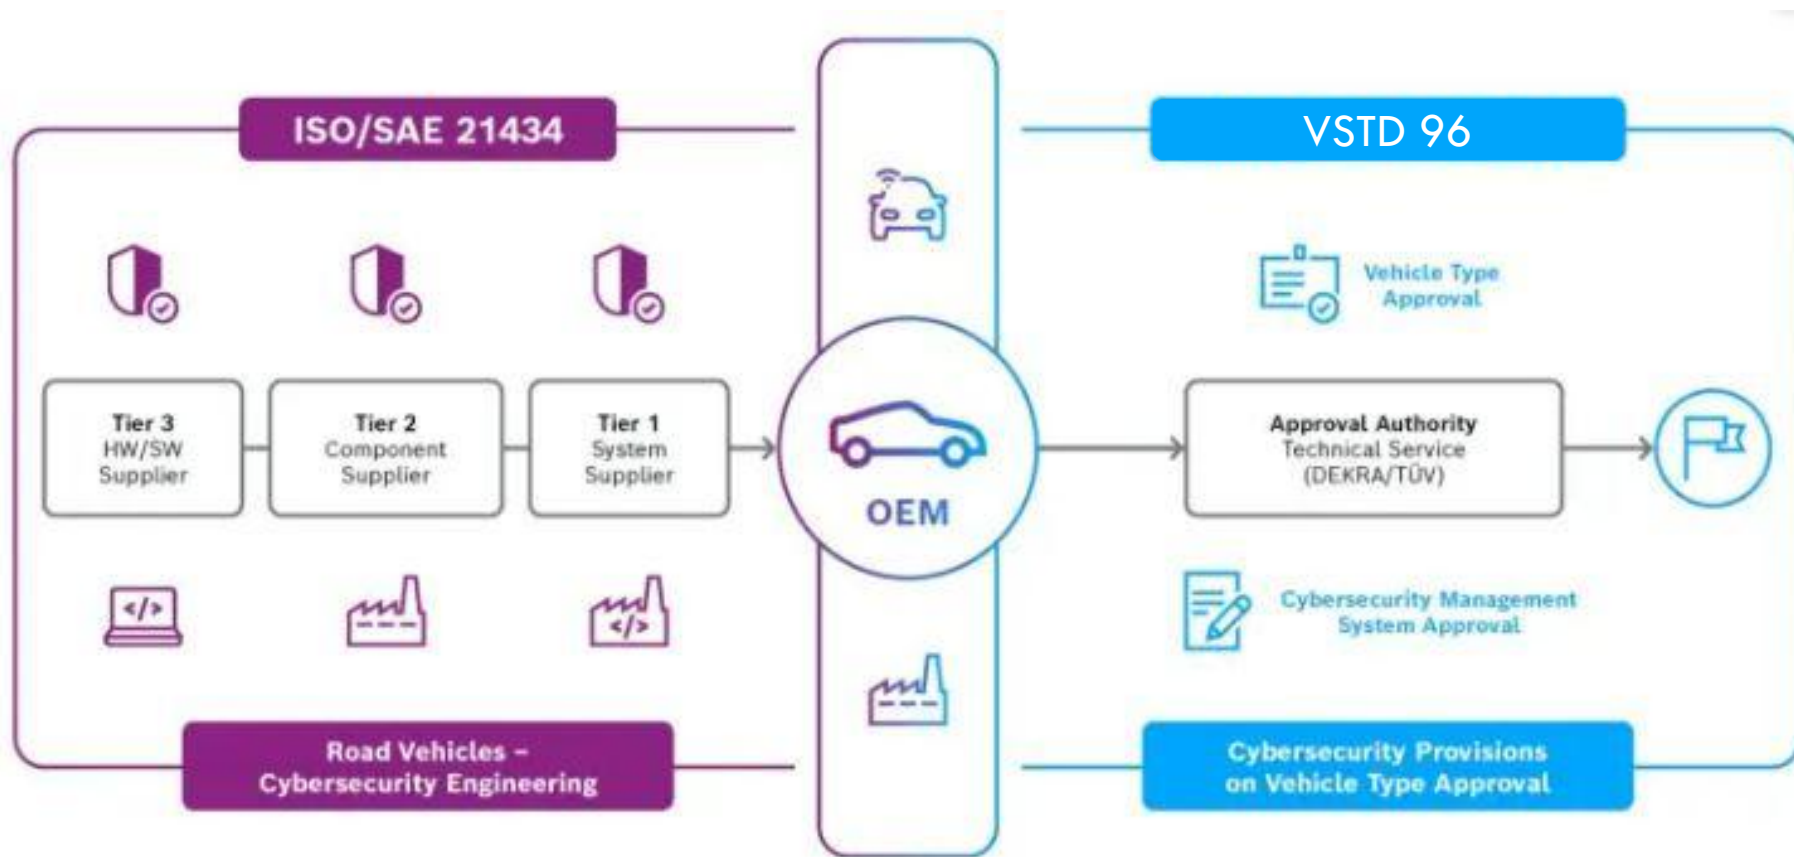 ISO/SAE 21434
VSTD 96
Vehicle Type
Approval
Tier 3
HW/SW
Supplier
Tier 2
Component
Supplier
Tier 1
System
Supplier
OEM
Approval Authority
Technical Service
(DEKRA/TÜV)
</>
</>
Cybersecurity Management
System Approval
Road Vehicles –
Cybersecurity Engineering
Cybersecurity Provisions
on Vehicle Type Approval